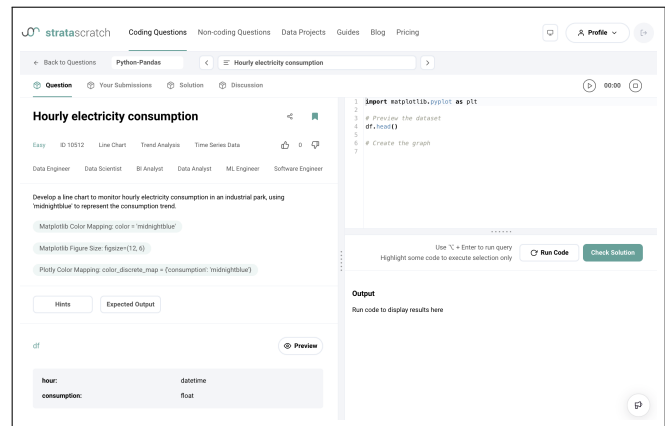 stratascratch Coding Questions Non-coding Questions Data Projects Guides Blog Pricing Profile
← Back to Questions Python-Pandas Hourly electricity consumption
Question Your Submissions Solution Discussion 00:00
Hourly electricity consumption
Easy ID 10512 Line Chart Trend Analysis Time Series Data 0
Data Engineer Data Scientist BI Analyst Data Analyst ML Engineer Software Engineer
Develop a line chart to monitor hourly electricity consumption in an industrial park, using
'midnightblue' to represent the consumption trend.
Matplotlib Color Mapping: color = 'midnightblue'
Matplotlib Figure Size: figsize=(12, 6)
Plotly Color Mapping: color_discrete_map = {'consumption': 'midnightblue'}
Hints Expected Output
df Preview
hour: datetime
consumption: float
1 import matplotlib.pyplot as plt
2
3 # Preview the dataset
4 df.head()
5
6 # Create the graph
7
Use ⌥ + Enter to run query
Highlight some code to execute selection only
Run Code Check Solution
Output
Run code to display results here